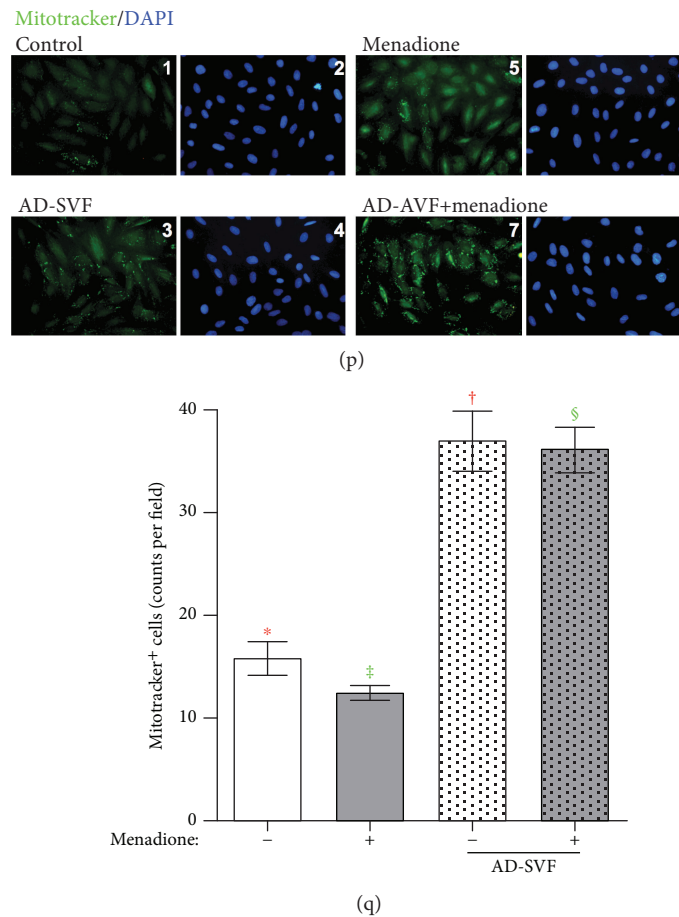 Mitotracker/DAPI
Control
Menadione
1
2
5
AD-SVF
AD-AVF+menadione
3
4
7
(p)
40
30
20
10
0
Mitotracker⁺ cells (counts per field)
*
‡
†
§
Menadione: − + − +
AD-SVF
(q)